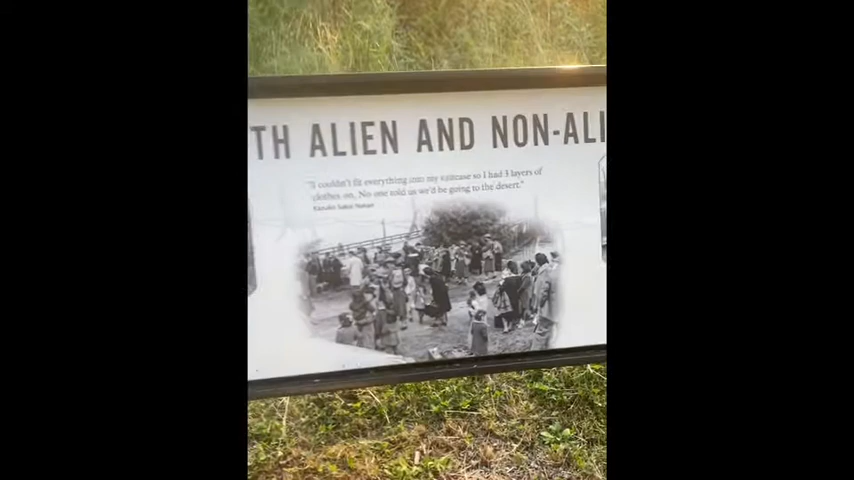 TH ALIEN AND NON-ALI
"I couldn't fit everything into my suitcase so I had 3 layers of
clothes on. No one told us we'd be going to the desert."